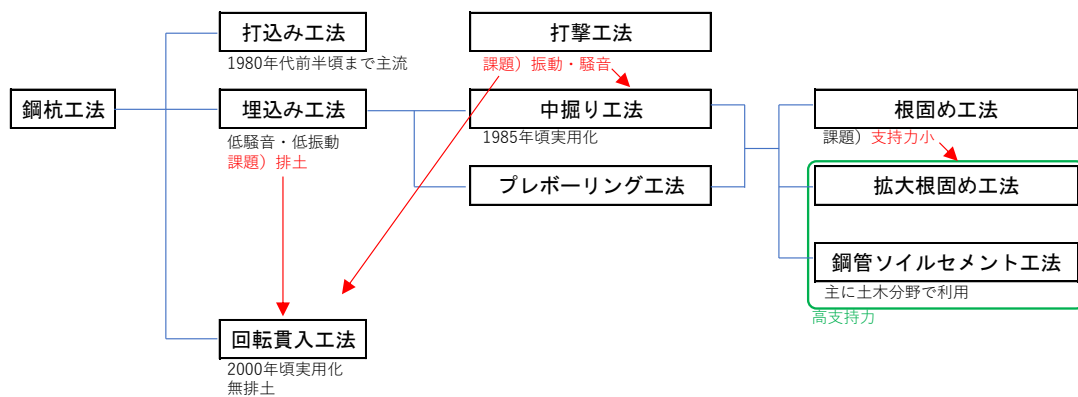 鋼杭工法
打込み工法
1980年代前半頃まで主流
埋込み工法
低騒音・低振動
課題）排土
回転貫入工法
2000年頃実用化
無排土
打撃工法
課題）振動・騒音
中掘り工法
1985年頃実用化
プレボーリング工法
根固め工法
課題）支持力小
拡大根固め工法
鋼管ソイルセメント工法
主に土木分野で利用
高支持力